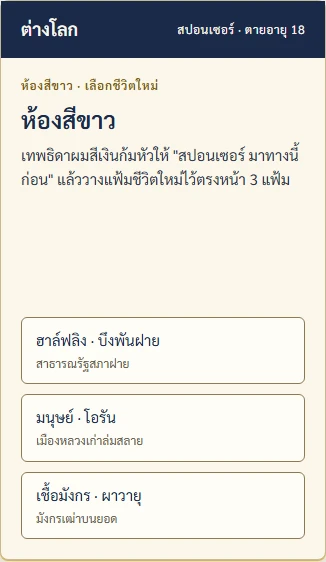 ต่างโลก
สปอนเซอร์ · ตายอายุ 18
ห้องสีขาว · เลือกชีวิตใหม่
ห้องสีขาว
เทพธิดาผมสีเงินก้มหัวให้ "สปอนเซอร์ มาทางนี้
ก่อน" แล้ววางแฟ้มชีวิตใหม่ไว้ตรงหน้า 3 แฟ้ม
ฮาล์ฟลิง · บึงพันฝาย
สาธารณรัฐสภาฝาย
มนุษย์ · โอรัน
เมืองหลวงเก่าล่มสลาย
เชื้อมังกร · ผาวายุ
มังกรเฒ่าบนยอด